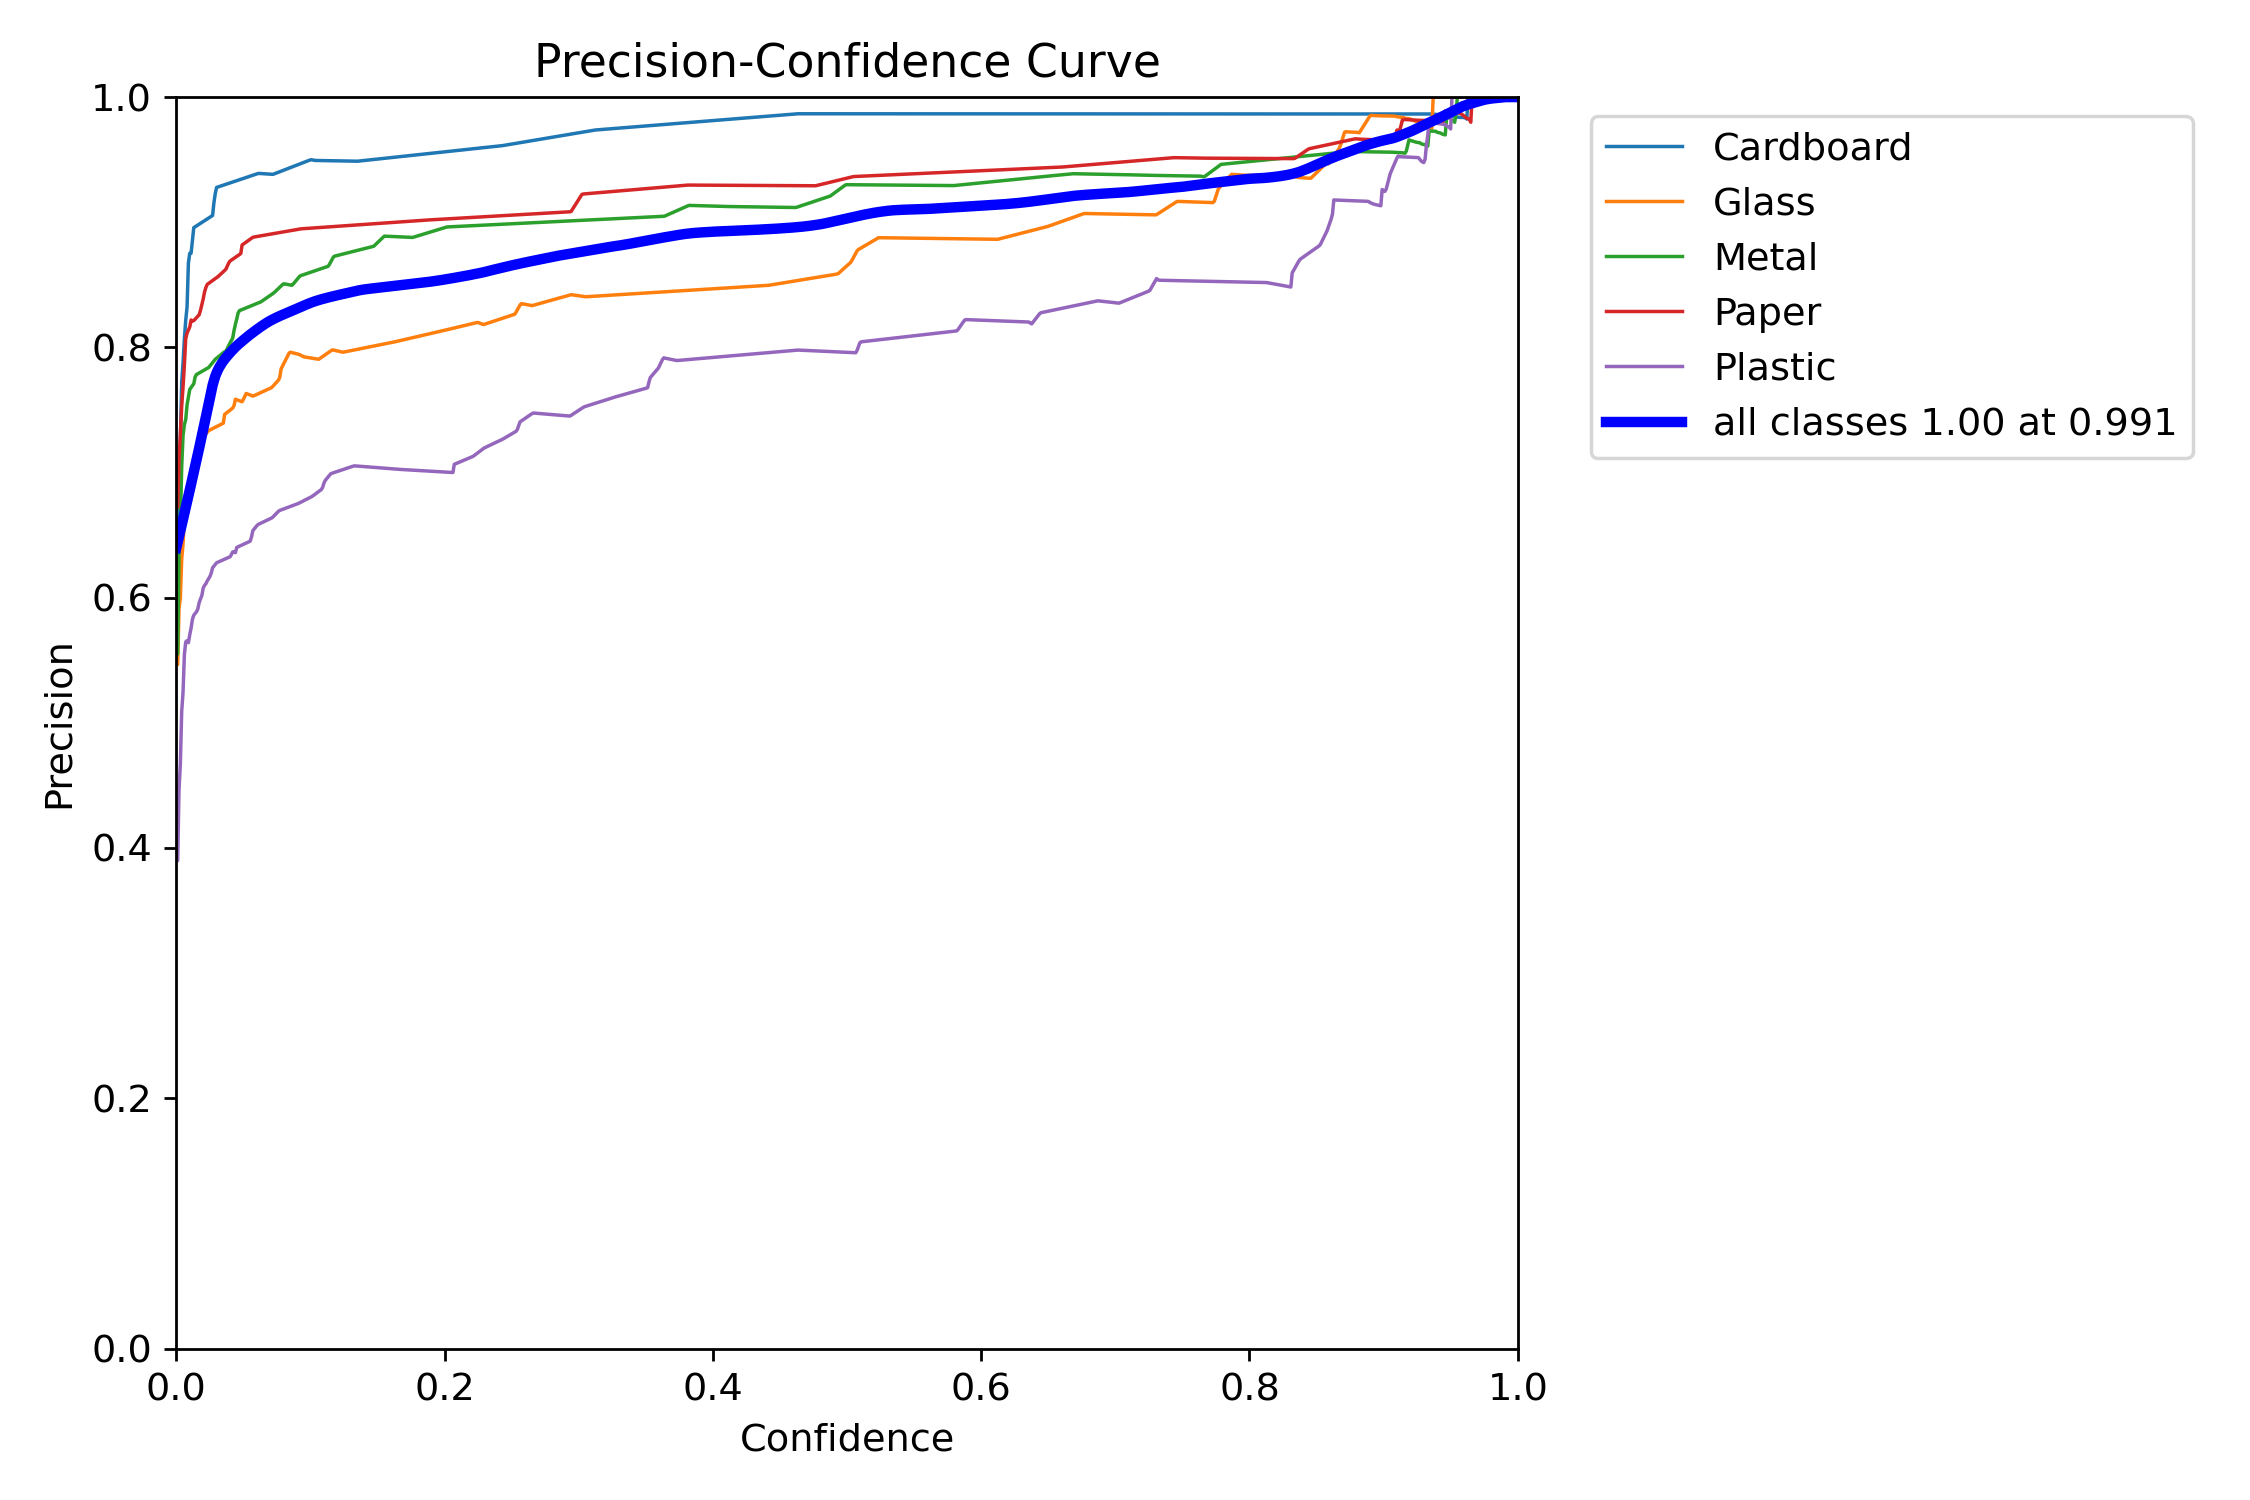 Precision-Confidence Curve
1.0
0.8
0.6
0.4
0.2
0.0
Precision
0.0 0.2 0.4 0.6 0.8 1.0
Confidence
Cardboard
Glass
Metal
Paper
Plastic
all classes 1.00 at 0.991